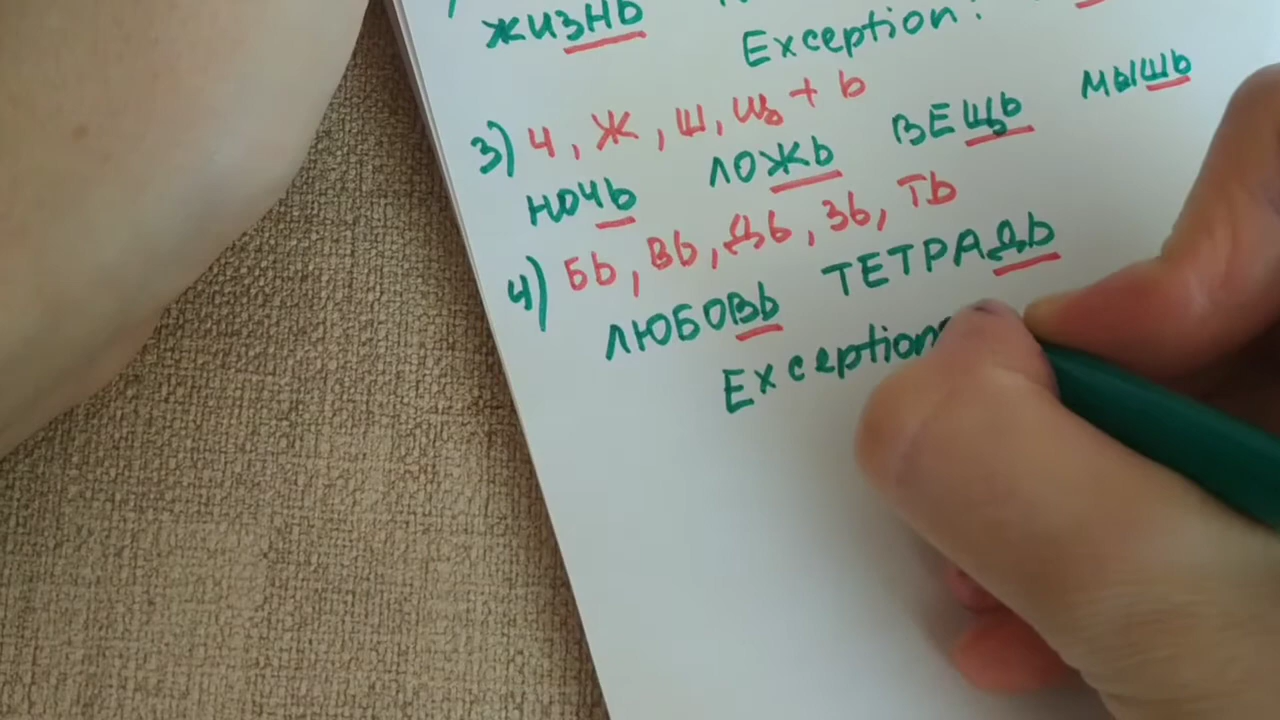 ЖИЗНЬ
Exception:
3) Ч, Ж, Ш, Щ + Ь
НОЧЬ ЛОЖЬ ВЕЩЬ МЫШЬ
4) БЬ, ВЬ, ДЬ, ЗЬ, ТЬ
ЛЮБОВЬ ТЕТРАДЬ
Exception